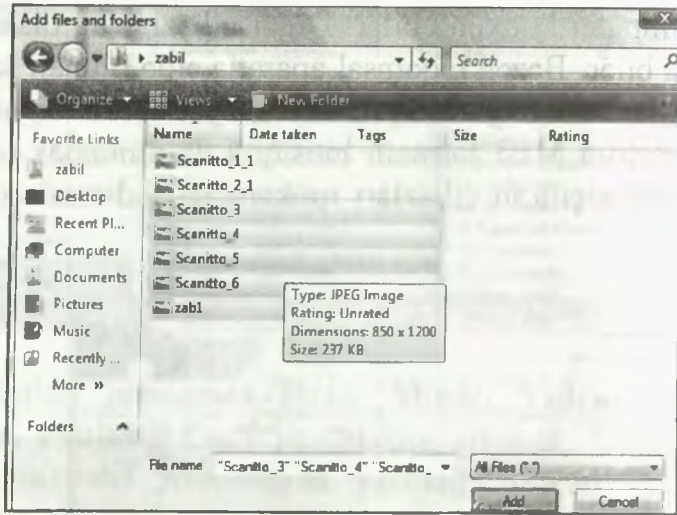 Add files and folders
zabil
Search
Organize Views New Folder
Favorite Links
Name Date taken Tags Size Rating
zabil
Desktop
Recent Pl...
Computer
Documents
Pictures
Music
Recently ...
More »
Folders
Scanitto_1_1
Scanitto_2_1
Scanitto_3
Scanitto_4
Scanitto_5
Scanitto_6
zab1
Type: JPEG Image
Rating: Unrated
Dimensions: 850 x 1200
Size: 237 KB
File name "Scanitto_3" "Scanitto_4" "Scanitto_ All Files (*.*)
Add Cancel